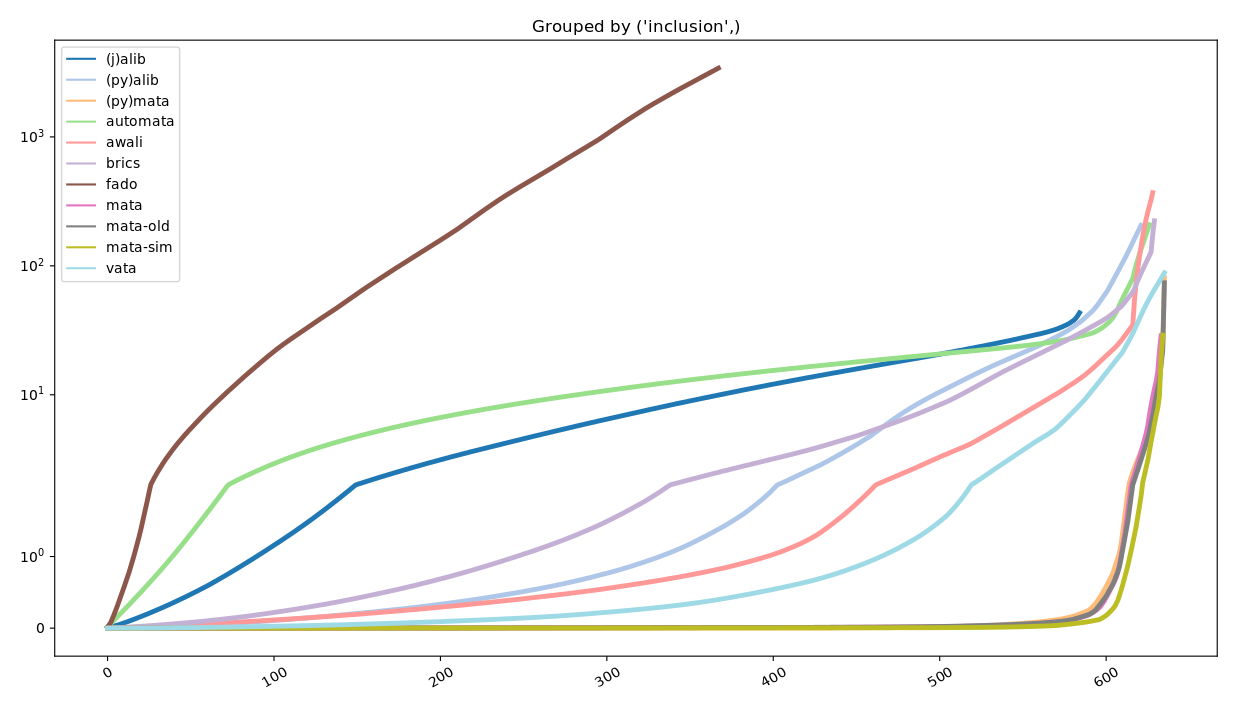 Grouped by ('inclusion',)
(j)alib
(py)alib
(py)mata
automata
awali
brics
fado
mata
mata-old
mata-sim
vata
10³
10²
10¹
10⁰
0
0 100 200 300 400 500 600